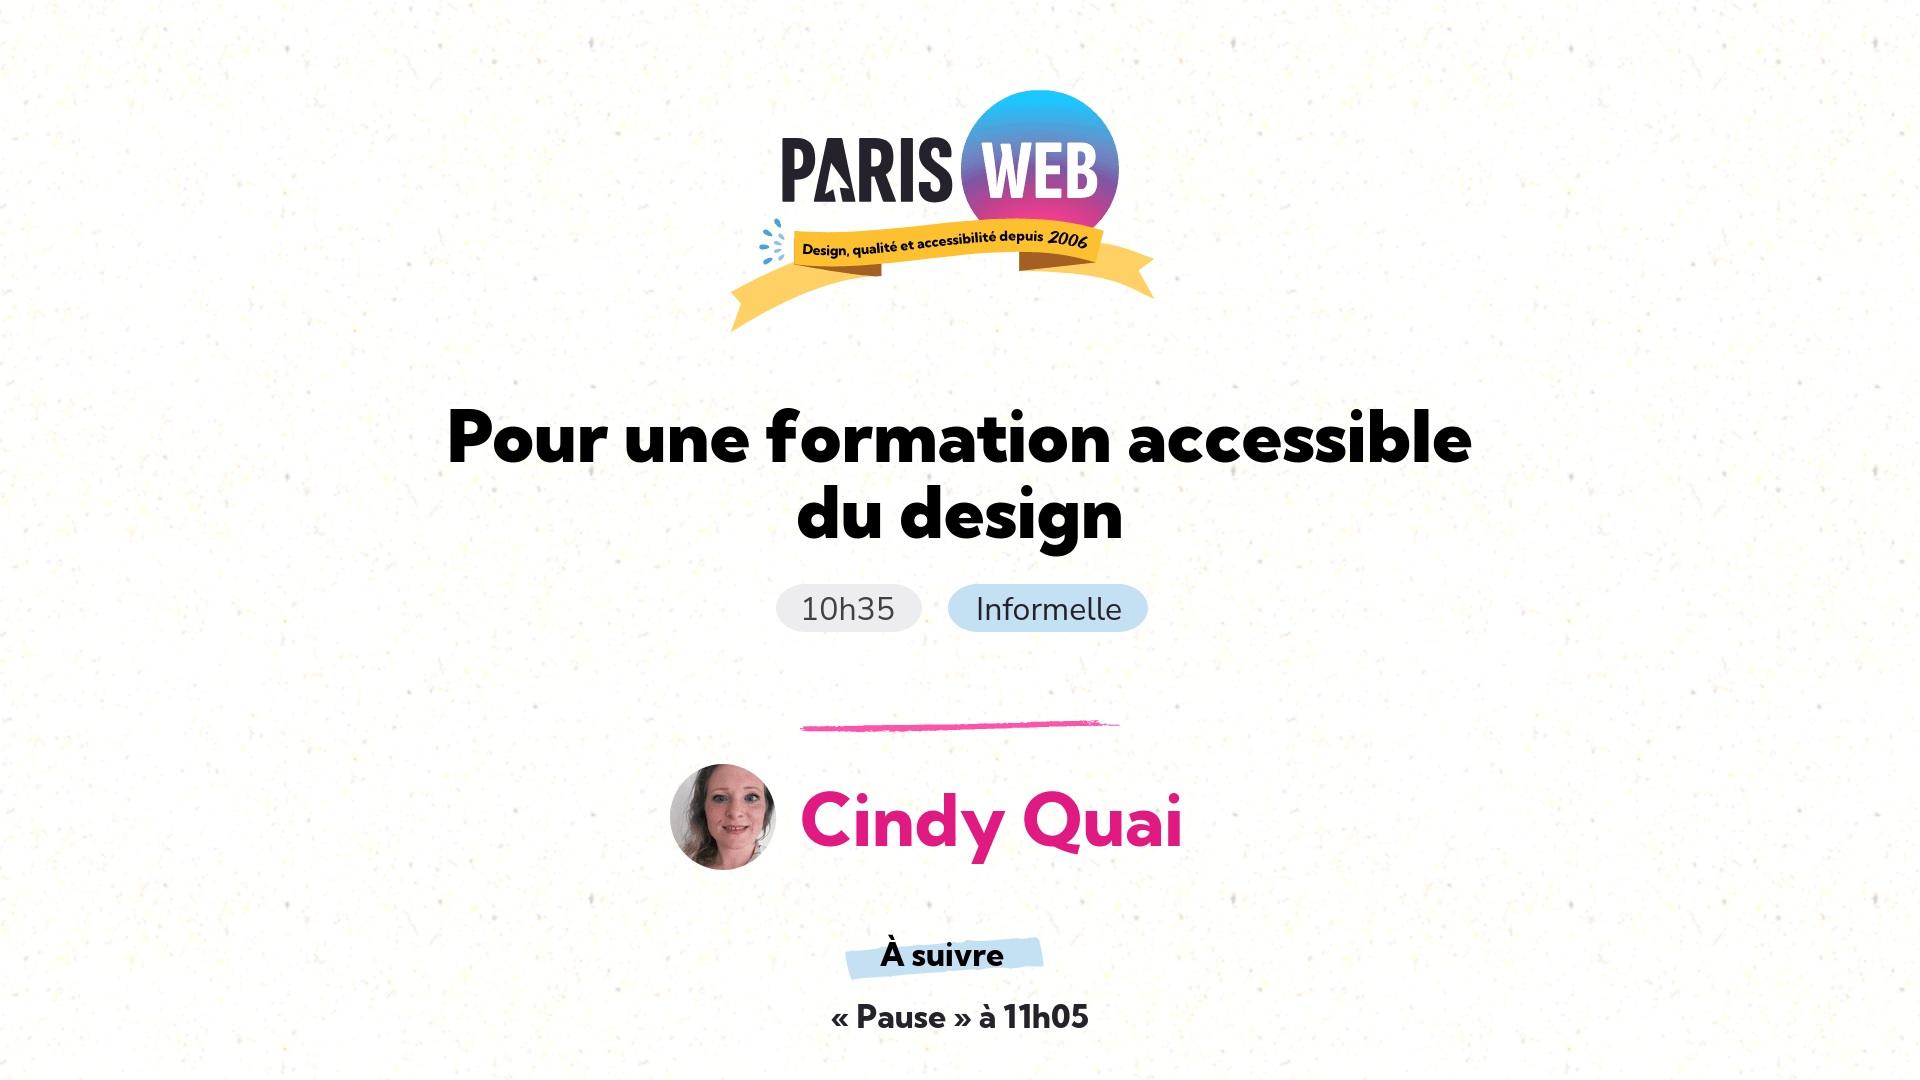 PARIS WEB
Design, qualité et accessibilité depuis 2006
Pour une formation accessible
du design
10h35 Informelle
Cindy Quai
À suivre
« Pause » à 11h05